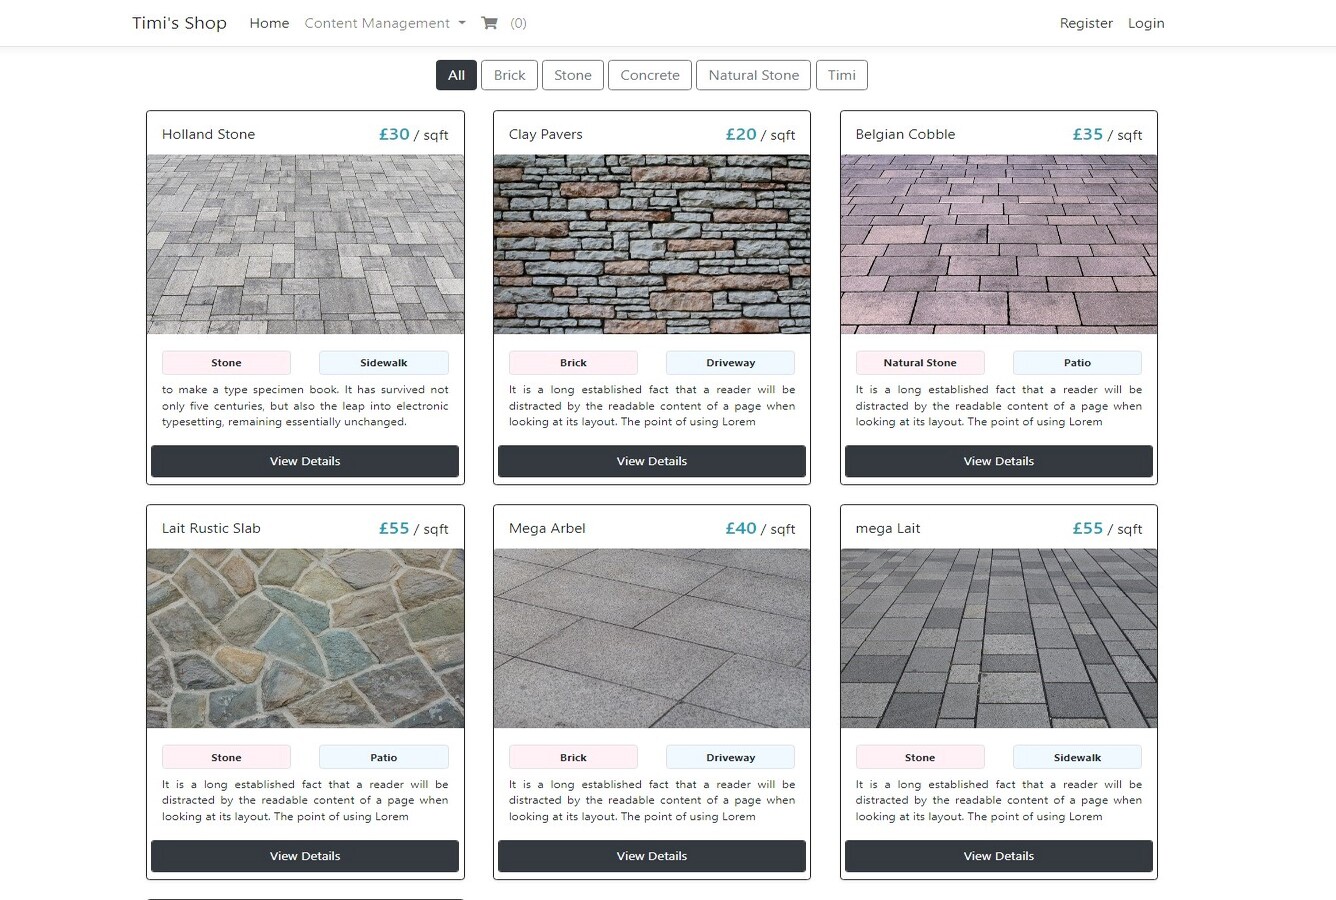 Timi's Shop Home Content Management (0) Register Login
All Brick Stone Concrete Natural Stone Timi
Holland Stone £30 / sqft
Stone Sidewalk
to make a type specimen book. It has survived not
only five centuries, but also the leap into electronic
typesetting, remaining essentially unchanged.
View Details
Clay Pavers £20 / sqft
Brick Driveway
It is a long established fact that a reader will be
distracted by the readable content of a page when
looking at its layout. The point of using Lorem
View Details
Belgian Cobble £35 / sqft
Natural Stone Patio
It is a long established fact that a reader will be
distracted by the readable content of a page when
looking at its layout. The point of using Lorem
View Details
Lait Rustic Slab £55 / sqft
Stone Patio
It is a long established fact that a reader will be
distracted by the readable content of a page when
looking at its layout. The point of using Lorem
View Details
Mega Arbel £40 / sqft
Brick Driveway
It is a long established fact that a reader will be
distracted by the readable content of a page when
looking at its layout. The point of using Lorem
View Details
mega Lait £55 / sqft
Stone Sidewalk
It is a long established fact that a reader will be
distracted by the readable content of a page when
looking at its layout. The point of using Lorem
View Details